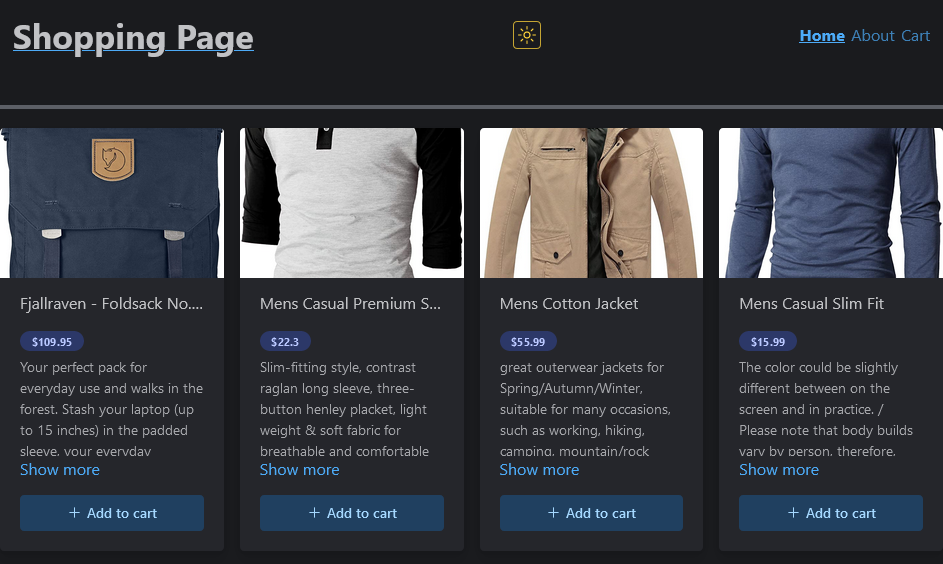 Shopping Page
Home About Cart
Fjallraven - Foldsack No....
$109.95
Your perfect pack for
everyday use and walks in the
forest. Stash your laptop (up
to 15 inches) in the padded
sleeve, your everyday
Show more
+ Add to cart
Mens Casual Premium S...
$22.3
Slim-fitting style, contrast
raglan long sleeve, three-
button henley placket, light
weight & soft fabric for
breathable and comfortable
Show more
+ Add to cart
Mens Cotton Jacket
$55.99
great outerwear jackets for
Spring/Autumn/Winter,
suitable for many occasions,
such as working, hiking,
camping, mountain/rock
Show more
+ Add to cart
Mens Casual Slim Fit
$15.99
The color could be slightly
different between on the
screen and in practice. /
Please note that body builds
vary by person, therefore,
Show more
+ Add to cart